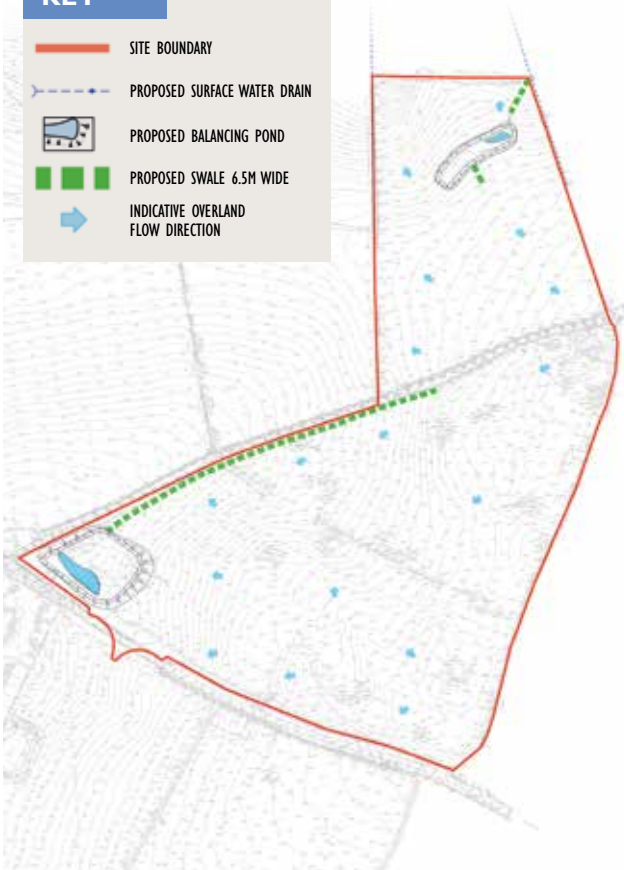 KEY
SITE BOUNDARY
PROPOSED SURFACE WATER DRAIN
PROPOSED BALANCING POND
PROPOSED SWALE 6.5M WIDE
INDICATIVE OVERLAND
FLOW DIRECTION